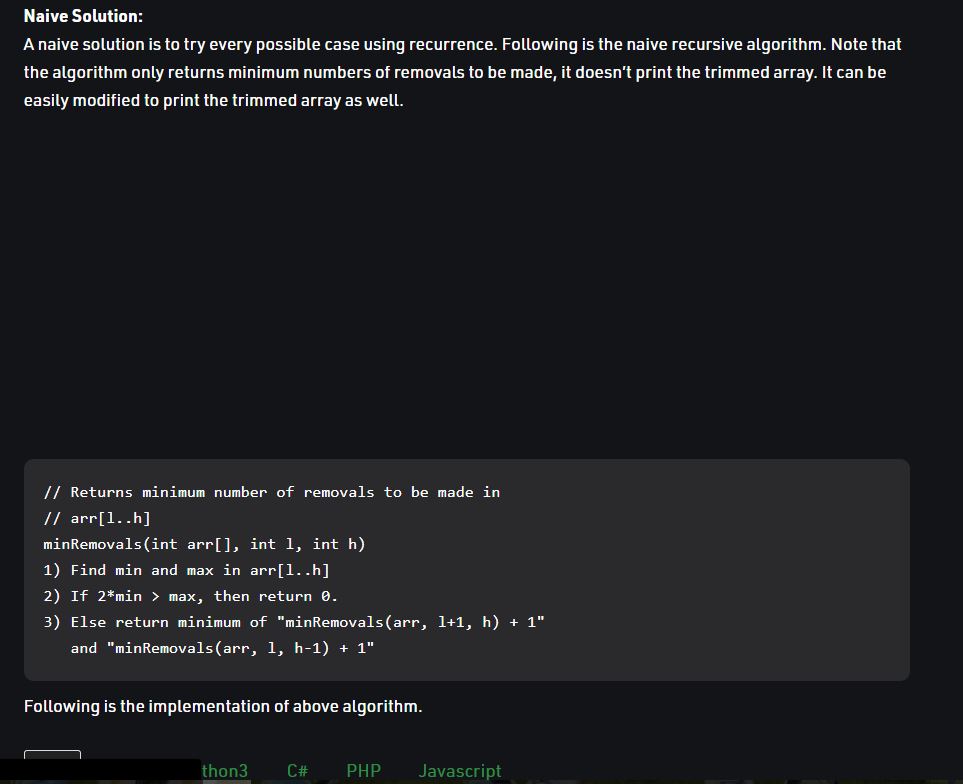 Naive Solution:
A naive solution is to try every possible case using recurrence. Following is the naive recursive algorithm. Note that
the algorithm only returns minimum numbers of removals to be made, it doesn’t print the trimmed array. It can be
easily modified to print the trimmed array as well.
// Returns minimum number of removals to be made in
// arr[l..h]
minRemovals(int arr[], int l, int h)
1) Find min and max in arr[l..h]
2) If 2*min > max, then return 0.
3) Else return minimum of "minRemovals(arr, l+1, h) + 1"
and "minRemovals(arr, l, h-1) + 1"
Following is the implementation of above algorithm.
thon3 C# PHP Javascript